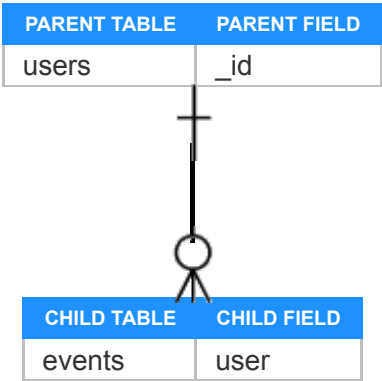 PARENT TABLE PARENT FIELD
users _id
CHILD TABLE CHILD FIELD
events user